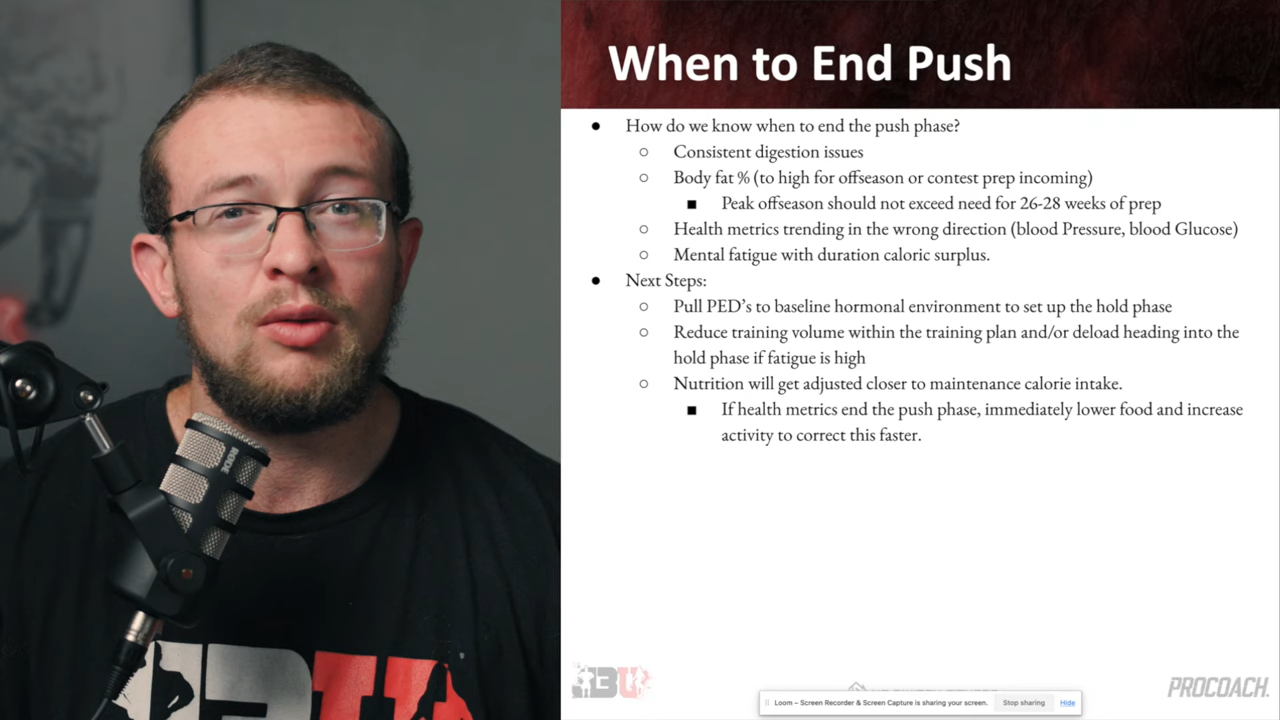 When to End Push
● How do we know when to end the push phase?
○ Consistent digestion issues
○ Body fat % (to high for offseason or contest prep incoming)
■ Peak offseason should not exceed need for 26-28 weeks of prep
○ Health metrics trending in the wrong direction (blood Pressure, blood Glucose)
○ Mental fatigue with duration caloric surplus.
● Next Steps:
○ Pull PED’s to baseline hormonal environment to set up the hold phase
○ Reduce training volume within the training plan and/or deload heading into the
hold phase if fatigue is high
○ Nutrition will get adjusted closer to maintenance calorie intake.
■ If health metrics end the push phase, immediately lower food and increase
activity to correct this faster.
RODE
J3U
J3U
PROCOACH.
Loom – Screen Recorder & Screen Capture is sharing your screen. Stop sharing Hide